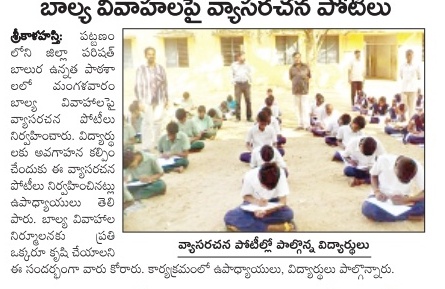 బాల్య వివాహాలపై వ్యాసరచన పోటీలు
శ్రీకాళహస్తి: పట్టణం
లోని జిల్లా పరిషత్
బాలుర ఉన్నత పాఠశా
లలో మంగళవారం
బాల్య వివాహాలపై
వ్యాసరచన పోటీలు
నిర్వహించారు. విద్యార్థు
లకు అవగాహన కల్పిం
చేందుకు ఈ వ్యాసరచన
పోటీలు నిర్వహించినట్లు
ఉపాధ్యాయులు తెలి
పారు. బాల్య వివాహాల
నిర్మూలనకు ప్రతి
ఒక్కరూ కృషి చేయాలని
ఈ సందర్భంగా వారు కోరారు. కార్యక్రమంలో ఉపాధ్యాయులు, విద్యార్థులు పాల్గొన్నారు.
వ్యాసరచన పోటీల్లో పాల్గొన్న విద్యార్థులు